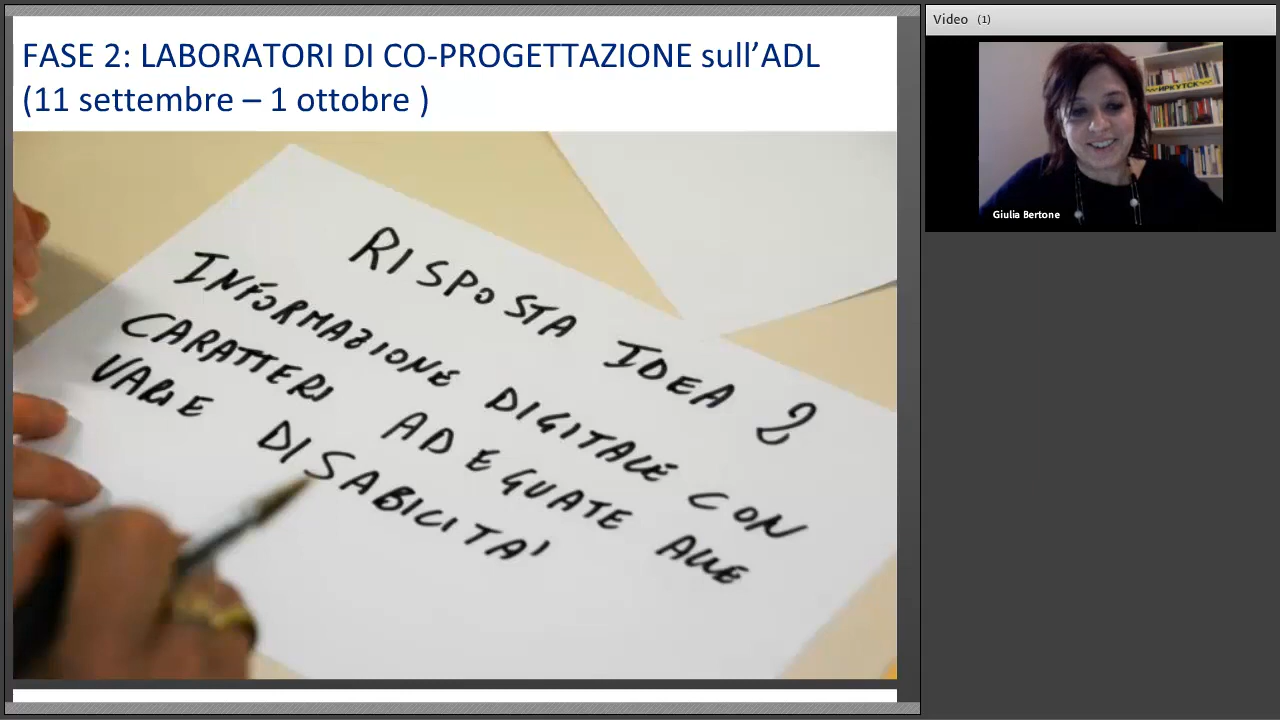 FASE 2: LABORATORI DI CO-PROGETTAZIONE sull’ADL
(11 settembre – 1 ottobre )
RISPOSTA IDEA 2
INFORMAZIONE DIGITALE CON
CARATTERI ADEGUATE ALLE
VARIE DISABILITA'
Video (1)
ИРКУТСК
Giulia Bertone